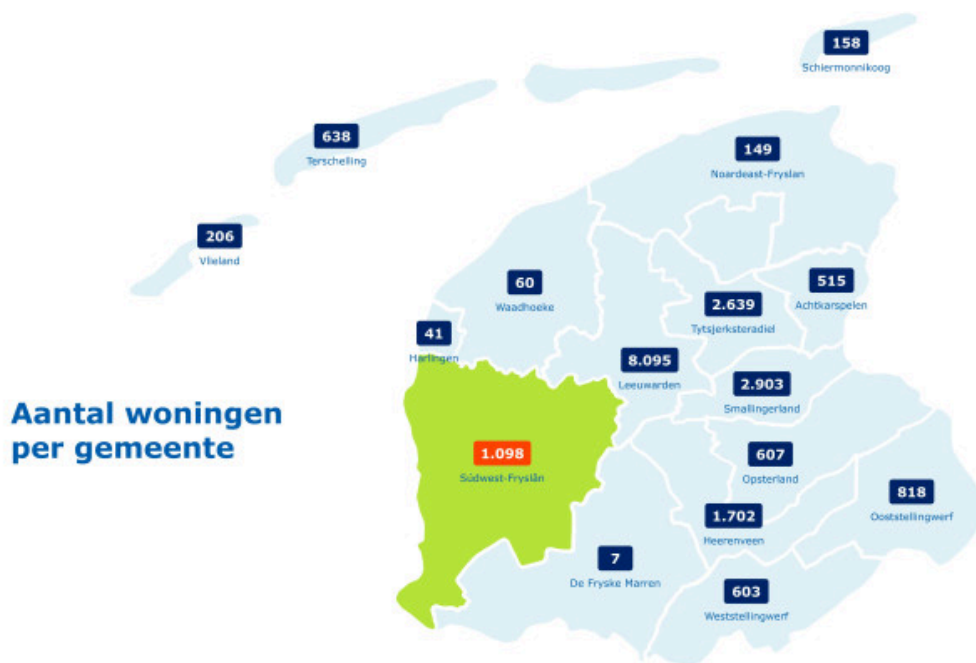 158
Schiermonnikoog
638
Terschelling
149
Noardeast-Fryslan
206
Vlieland
60
Waadhoeke
515
Achtkarspelen
2.639
Tytsjerksteradiel
41
Harlingen
8.095
Leeuwarden
2.903
Smallingerland
Aantal woningen
per gemeente
1.098
Súdwest-Fryslân
607
Opsterland
818
Ooststellingwerf
1.702
Heerenveen
7
De Fryske Marren
603
Weststellingwerf